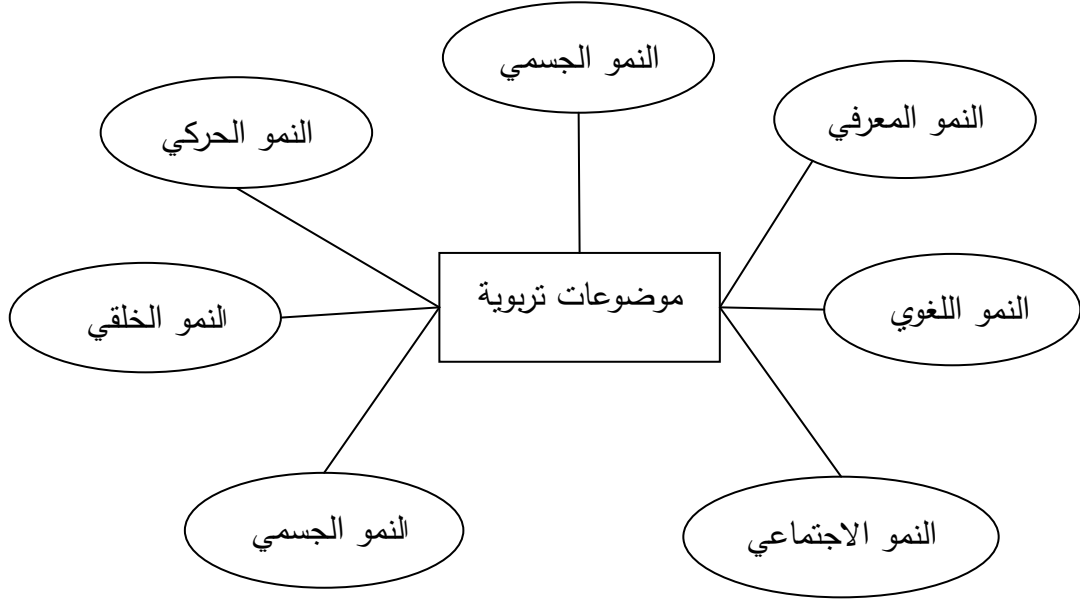 النمو الجسمي
النمو المعرفي
النمو الحركي
موضوعات تربوية
النمو اللغوي
النمو الخلقي
النمو الاجتماعي
النمو الجسمي